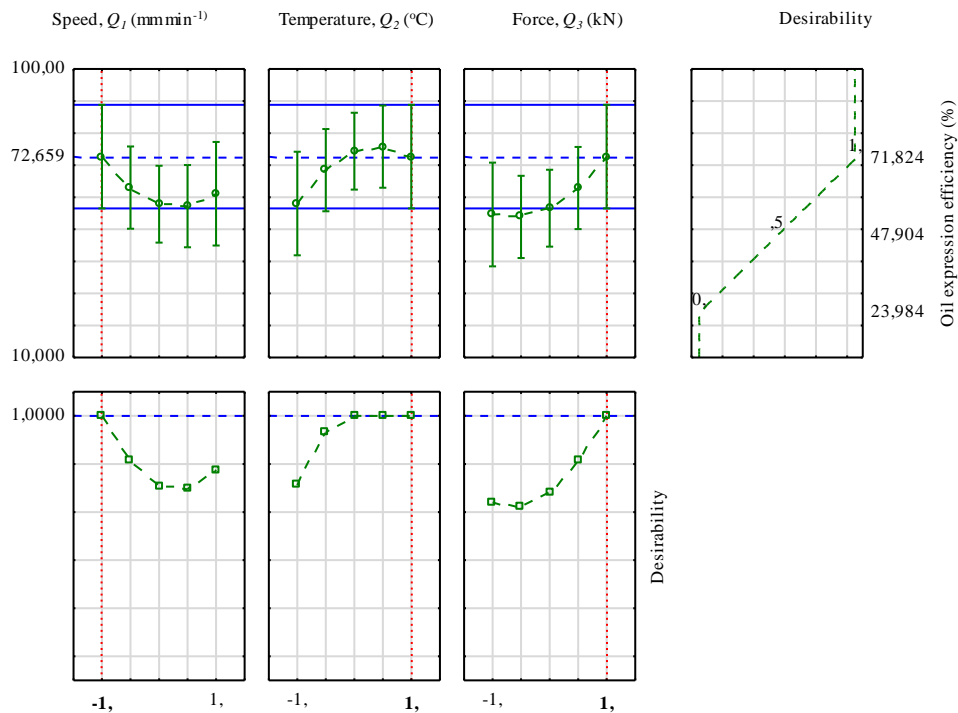 Speed, Q1 (mm min-1)
Temperature, Q2 (oC)
Force, Q3 (kN)
Desirability
100,00
72,659
10,000
1,
,5
0,
71,824
47,904
23,984
Oil expression efficiency (%)
1,0000
Desirability
-1,
1,
-1,
1,
-1,
1,